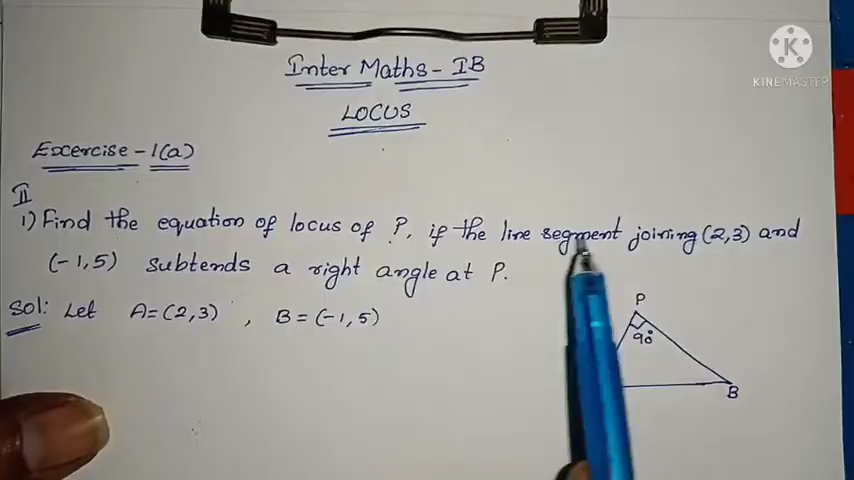 Inter Maths - IB
LOCUS
Excercise - 1(a)
II
1) Find the equation of locus of P, if the line segment joining (2,3) and
(-1,5) subtends a right angle at P.
Sol: Let A=(2,3) , B=(-1,5)
P
90°
B
K
KINEMASTER